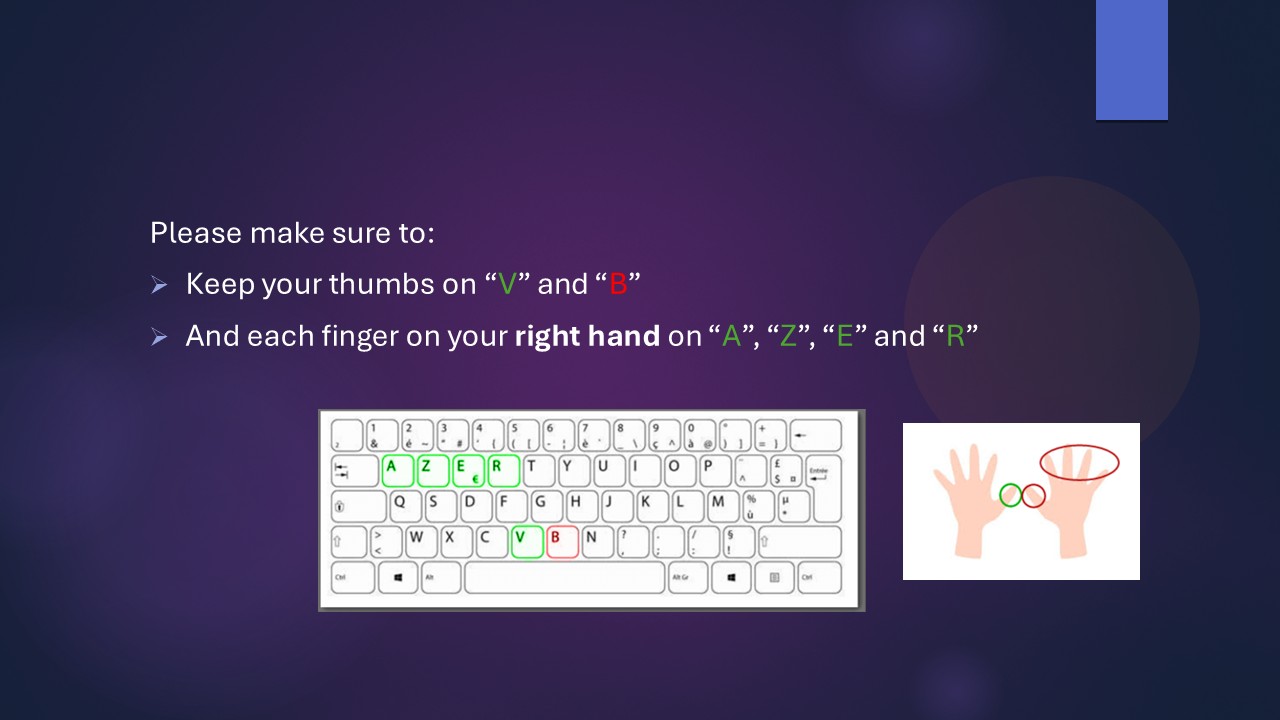 Please make sure to:
Keep your thumbs on “V” and “B”
And each finger on your right hand on “A”, “Z”, “E” and “R”
1 2 3 4 5 6 7 8 9 0 ° +
² & é ~ " # ' { ( [ - ¦ è ` _ \ ç ^ à @ ) ] = }
A Z E R T Y U I O P ¨ £ Entrée
€ ^ $ ¤
Q S D F G H J K L M % µ
ù *
> W X C V B N ? . / §
< , ; : !
Ctrl Alt Alt Gr Ctrl